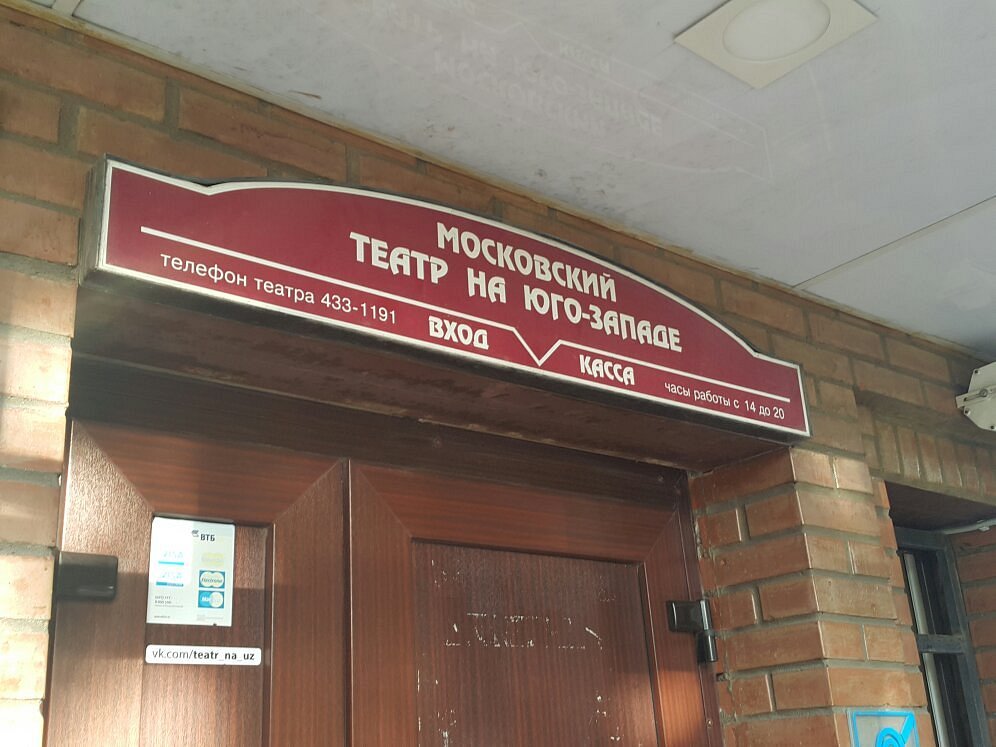 МОСКОВСКИЙ
ТЕАТР НА ЮГО-ЗАПАДЕ
телефон театра 433-1191
ВХОД
КАССА
часы работы с 14 до 20
ВТБ
vk.com/teatr_na_uz